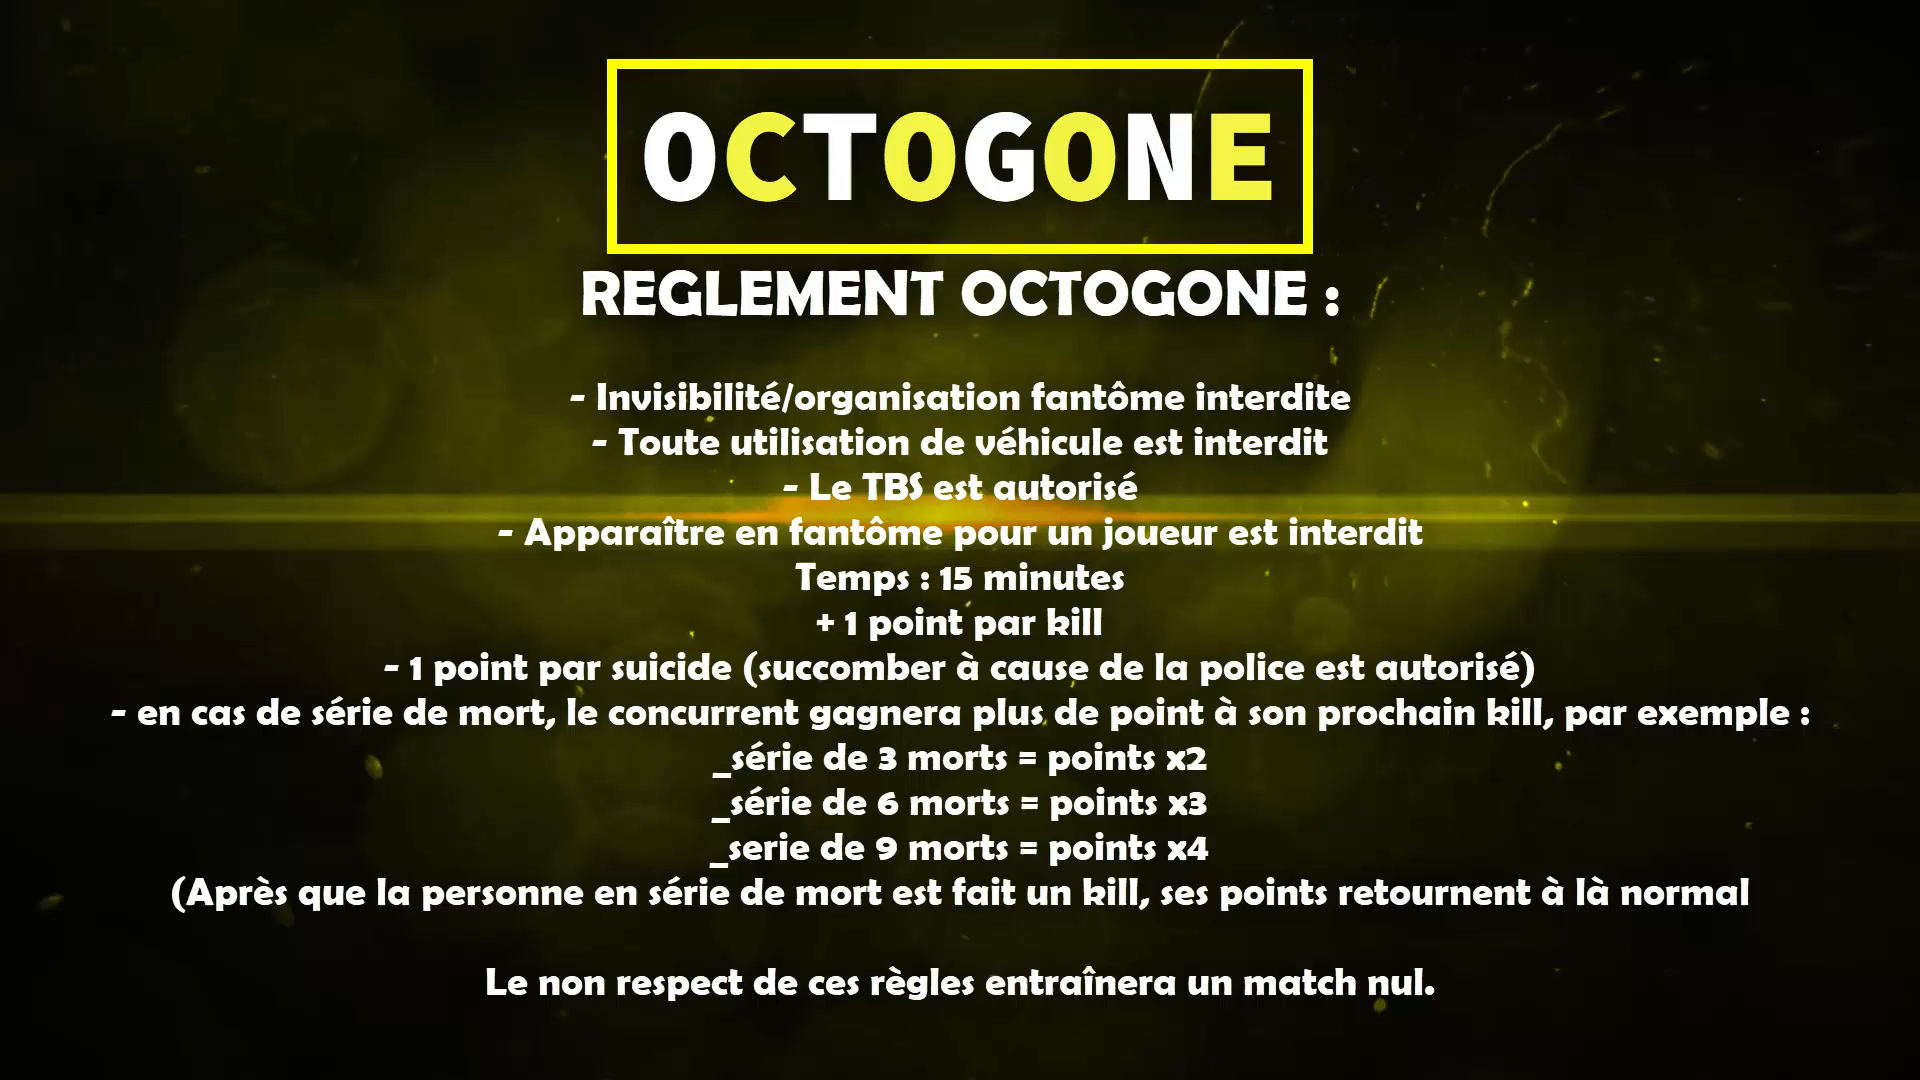 OCTOGONE
REGLEMENT OCTOGONE :
- Invisibilité/organisation fantôme interdite
- Toute utilisation de véhicule est interdit
- Le TBS est autorisé
- Apparaître en fantôme pour un joueur est interdit
Temps : 15 minutes
+ 1 point par kill
- 1 point par suicide (succomber à cause de la police est autorisé)
- en cas de série de mort, le concurrent gagnera plus de point à son prochain kill, par exemple :
_série de 3 morts = points x2
_série de 6 morts = points x3
_serie de 9 morts = points x4
(Après que la personne en série de mort est fait un kill, ses points retournent à là normal
Le non respect de ces règles entraînera un match nul.